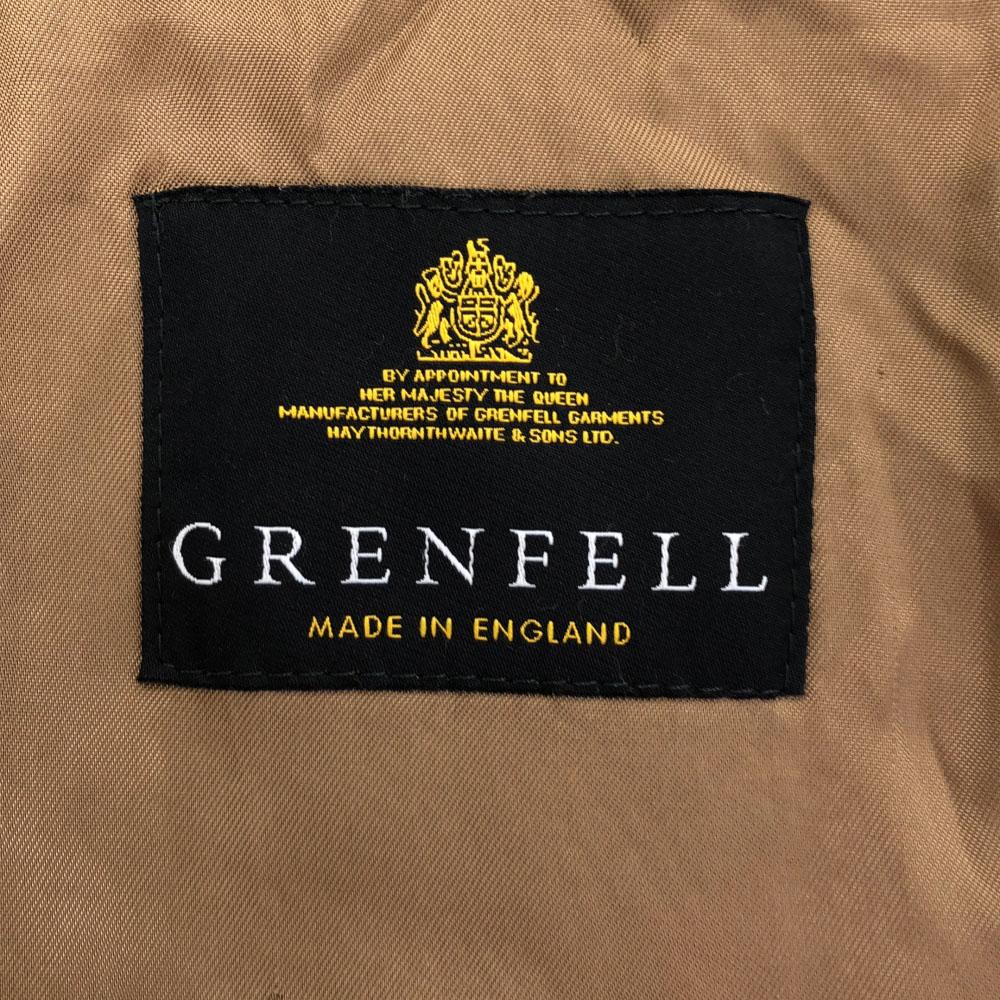 BY APPOINTMENT TO
HER MAJESTY THE QUEEN
MANUFACTURERS OF GRENFELL GARMENTS
HAYTHORNTHWAITE & SONS LTD.
GRENFELL
MADE IN ENGLAND